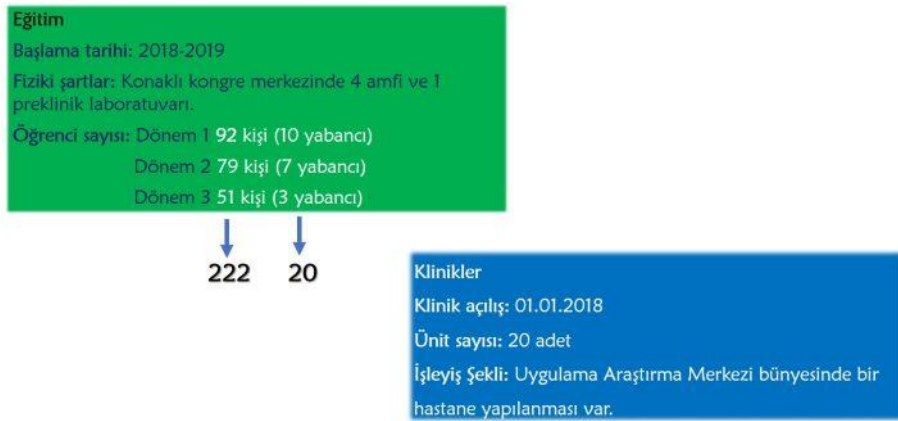 Eğitim
Başlama tarihi: 2018-2019
Fiziki şartlar: Konaklı kongre merkezinde 4 amfi ve 1
preklinik laboratuvarı.
Öğrenci sayısı: Dönem 1 92 kişi (10 yabancı)
Dönem 2 79 kişi (7 yabancı)
Dönem 3 51 kişi (3 yabancı)
222 20
Klinikler
Klinik açılış: 01.01.2018
Ünit sayısı: 20 adet
İşleyiş Şekli: Uygulama Araştırma Merkezi bünyesinde bir
hastane yapılanması var.